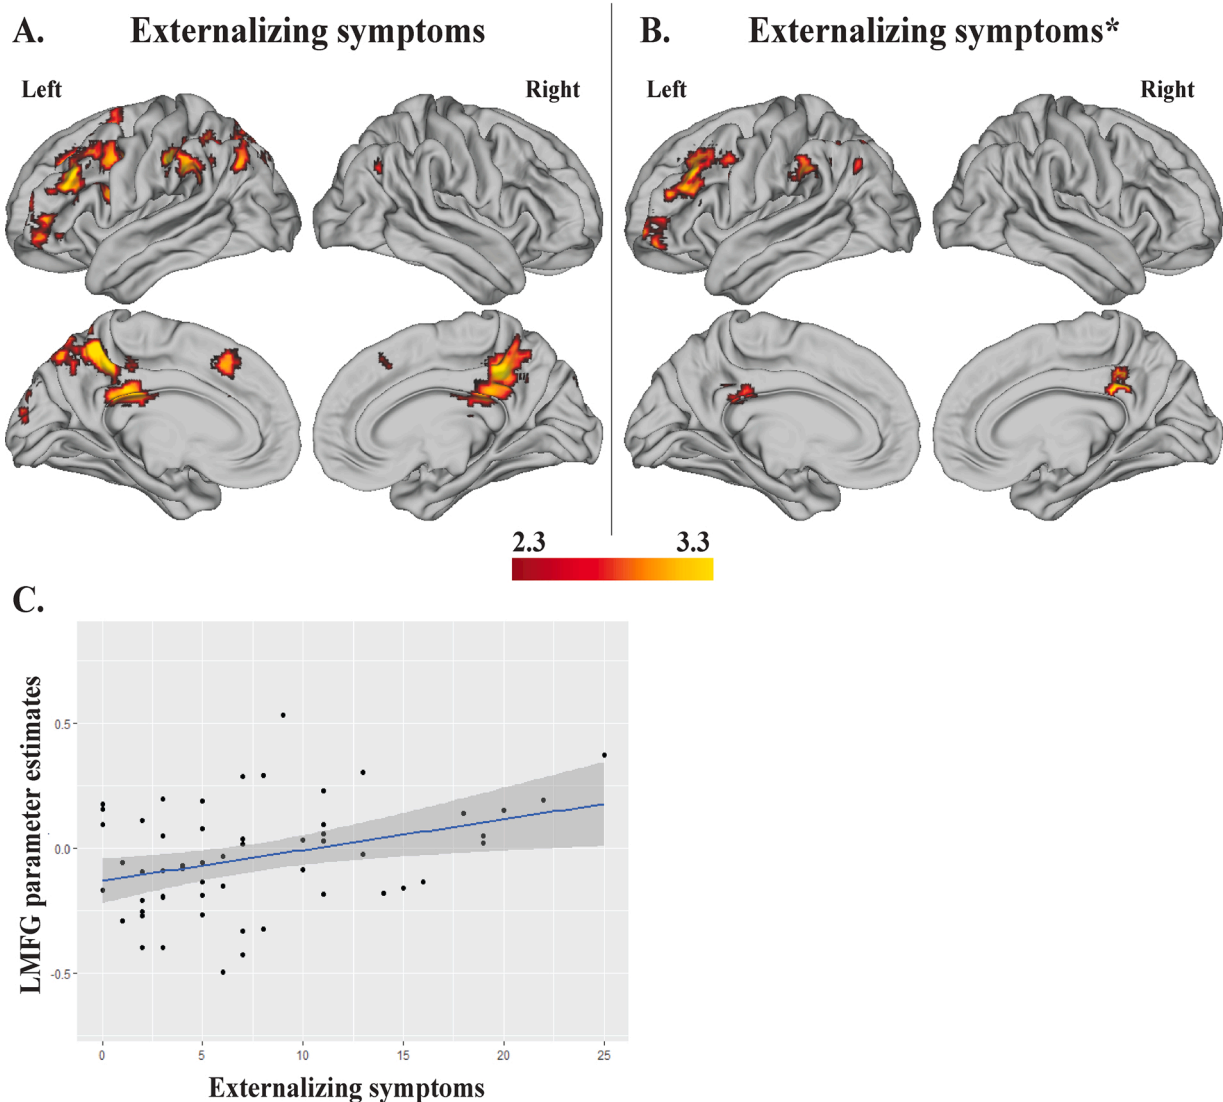 A. Externalizing symptoms
B. Externalizing symptoms*
Left Right
Left Right
2.3 3.3
C.
LMFG parameter estimates
0.5
0.0
-0.5
0 5 10 15 20 25
Externalizing symptoms